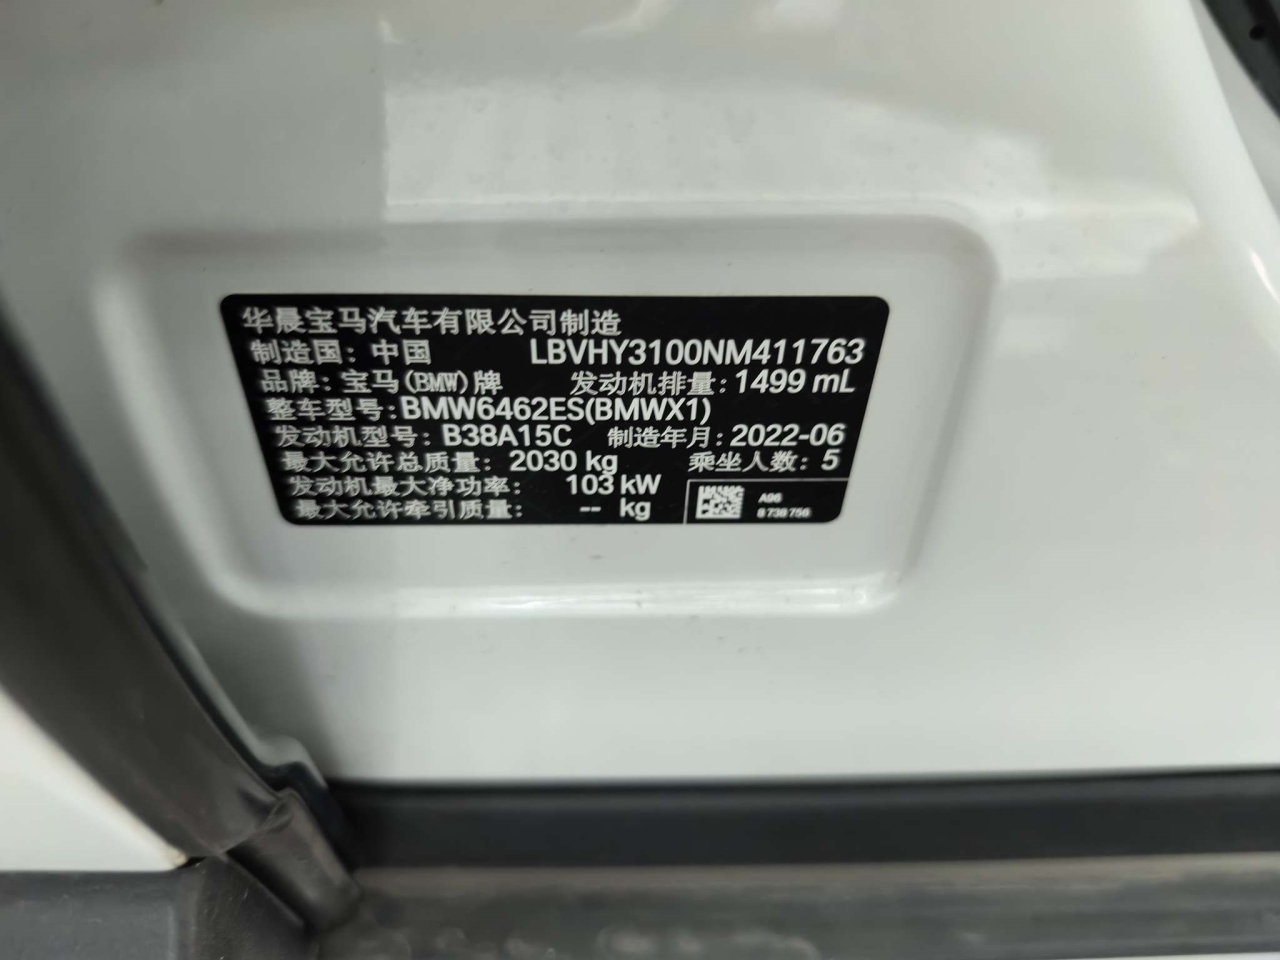 华晨宝马汽车有限公司制造
制造国：中国 LBVHY3100NM411763
品牌：宝马(BMW)牌 发动机排量：1499 mL
整车型号：BMW6462ES(BMWX1)
发动机型号：B38A15C 制造年月：2022-06
最大允许总质量：2030 kg 乘坐人数：5
发动机最大净功率：103 kW
最大允许牵引质量：-- kg
A96
8 738 756